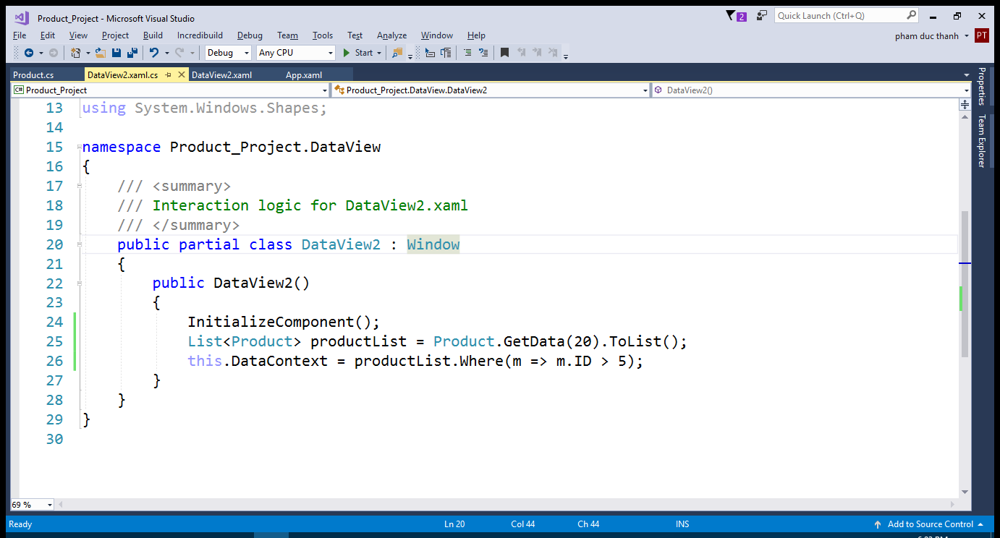 Product_Project - Microsoft Visual Studio
2
Quick Launch (Ctrl+Q)
File Edit View Project Build Incredibuild Debug Team Tools Test Analyze Window Help
pham duc thanh PT
Debug Any CPU Start
Product.cs DataView2.xaml.cs DataView2.xaml App.xaml
C# Product_Project Product_Project.DataView.DataView2 DataView2()
Properties
Team Explorer
13 using System.Windows.Shapes;
14
15 namespace Product_Project.DataView
16 {
17 /// <summary>
18 /// Interaction logic for DataView2.xaml
19 /// </summary>
20 public partial class DataView2 : Window
21 {
22 public DataView2()
23 {
24 InitializeComponent();
25 List<Product> productList = Product.GetData(20).ToList();
26 this.DataContext = productList.Where(m => m.ID > 5);
27 }
28 }
29 }
30
69 %
Ready Ln 20 Col 44 Ch 44 INS Add to Source Control